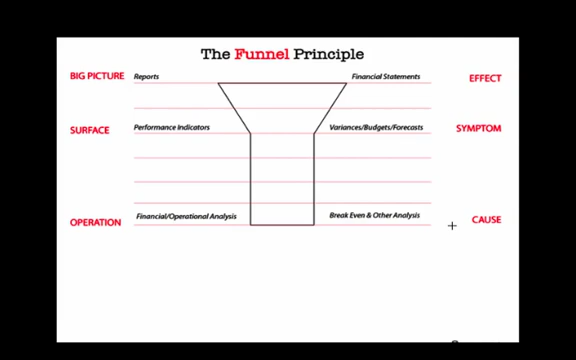 The Funnel Principle
BIG PICTURE Reports Financial Statements EFFECT
SURFACE Performance Indicators Variances/Budgets/Forecasts SYMPTOM
OPERATION Financial/Operational Analysis Break Even & Other Analysis CAUSE